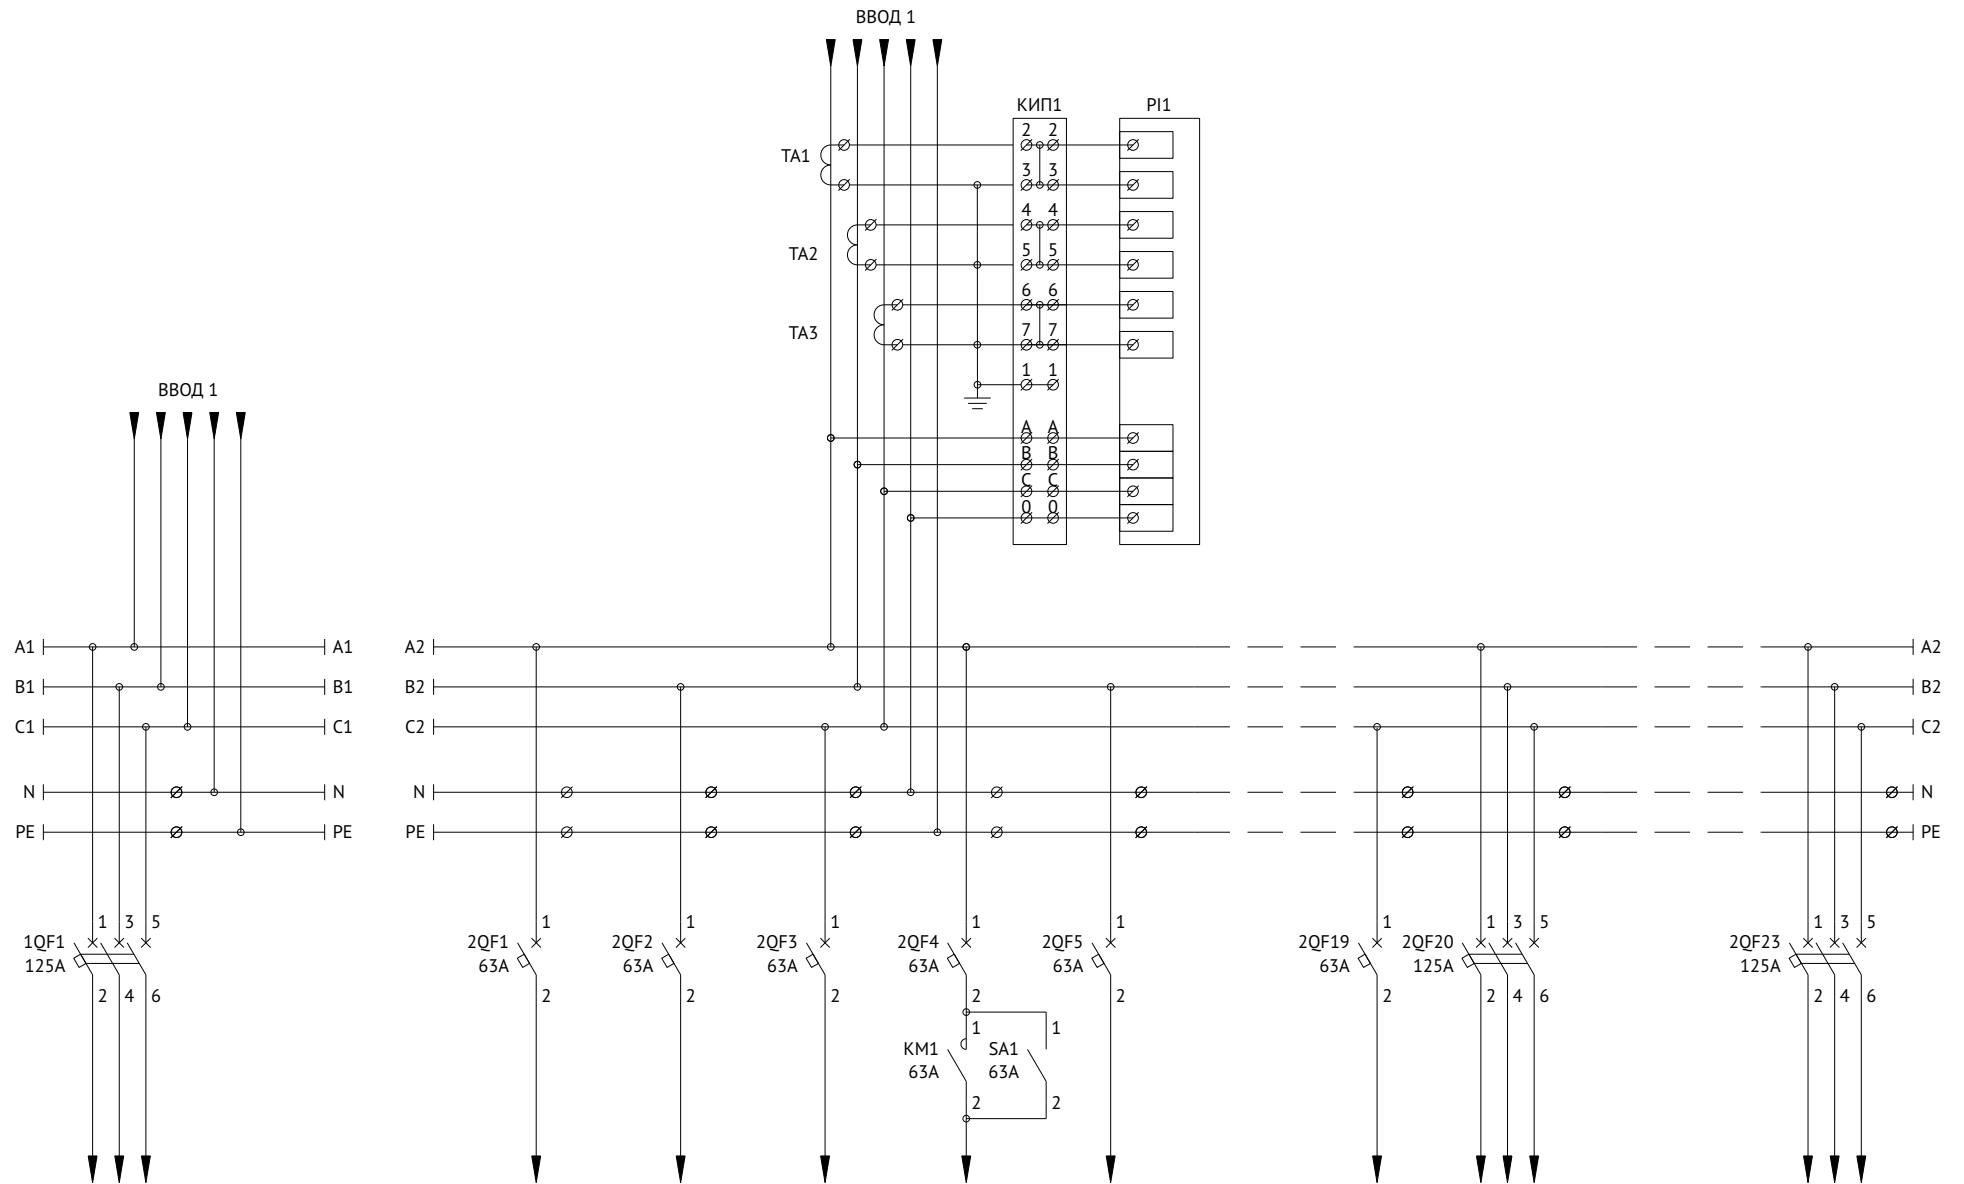 ВВОД 1
КИП1 PI1
2 2
TA1
3 3
4 4
TA2 5 5
6 6
TA3 7 7
1 1
ВВОД 1
A A
B B
C C
0 0
A1 A1 A2 A2
B1 B1 B2 B2
C1 C1 C2 C2
N N N N
PE PE PE PE
1 3 5 1 1 1 1 1 1 1 3 5 1 3 5
1QF1 2QF1 2QF2 2QF3 2QF4 2QF5 2QF19 2QF20 2QF23
125A 63A 63A 63A 63A 63A 63A 125A 125A
2 4 6 2 2 2 2 2 2 2 4 6 2 4 6
1 1
KM1 SA1
63A 63A
2 2